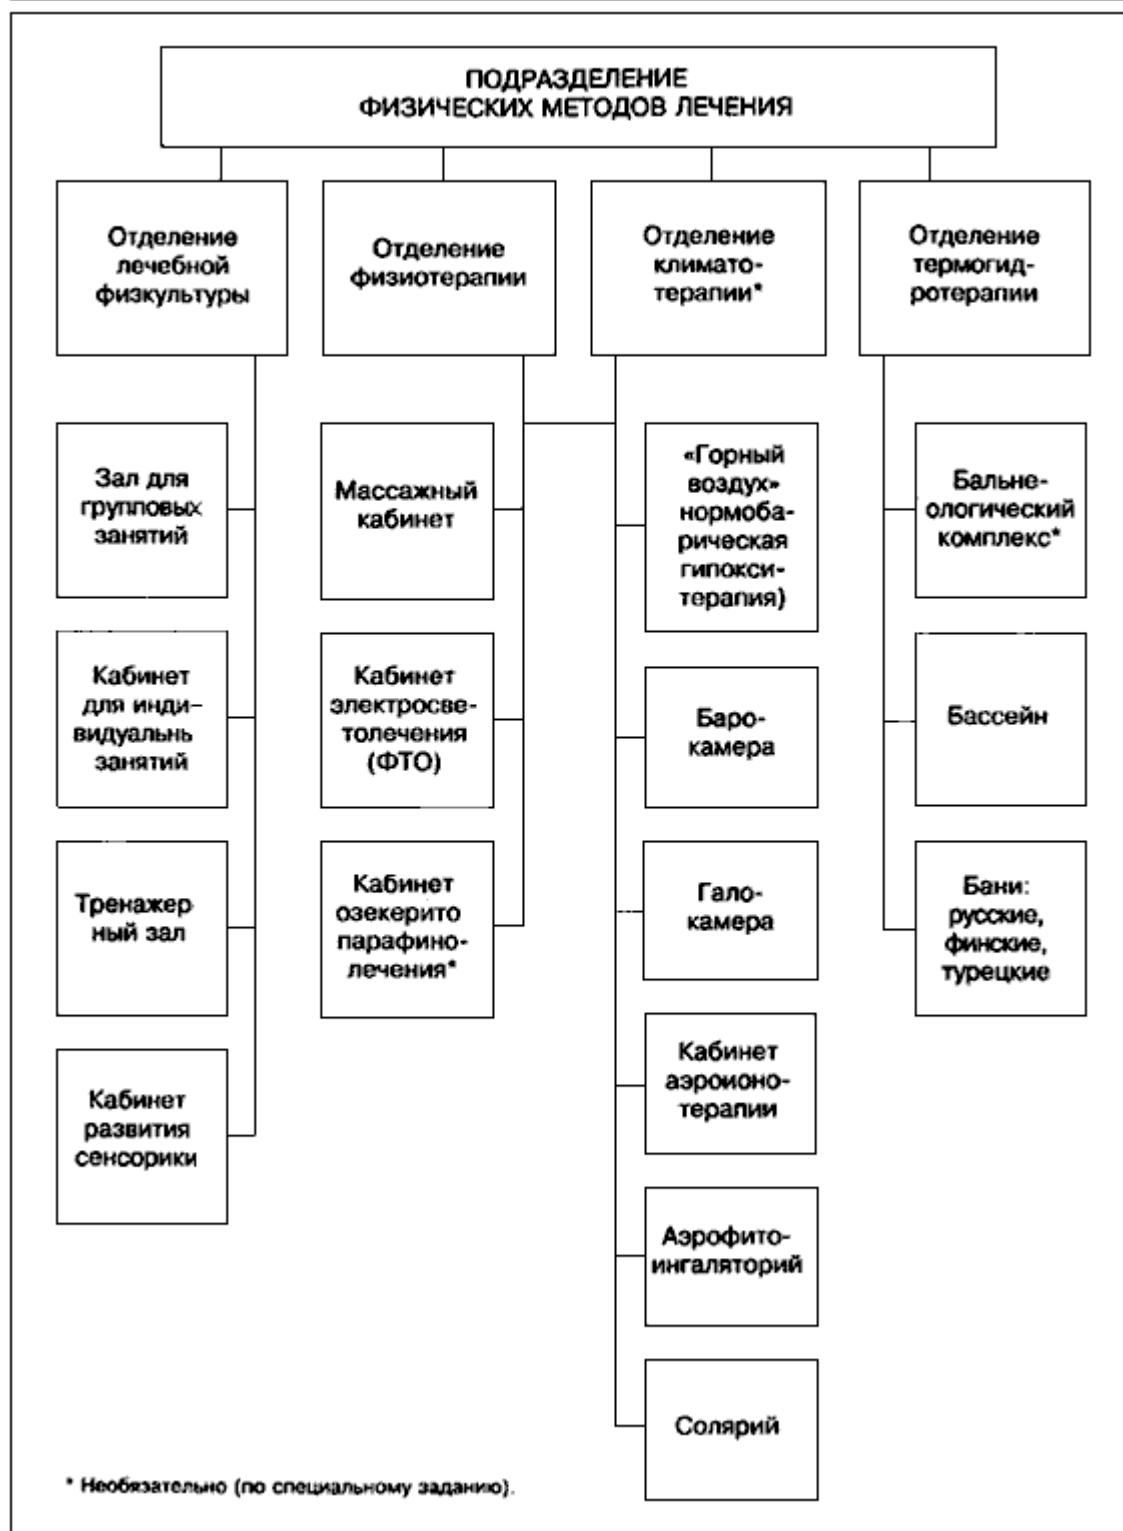 ПОДРАЗДЕЛЕНИЕ
ФИЗИЧЕСКИХ МЕТОДОВ ЛЕЧЕНИЯ
Отделение
лечебной
физкультуры
Отделение
физиотерапии
Отделение
климато-
терапии*
Отделение
термогид-
ротерапии
Зал для
групповых
занятий
Кабинет
для инди-
видуальнь
занятий
Тренажер
ный зал
Кабинет
развития
сенсорики
Массажный
кабинет
Кабинет
электросве-
толечения
(ФТО)
Кабинет
озекерито
парафино-
лечения*
«Горный
воздух»
нормоба-
рическая
гипокси-
терапия)
Баро-
камера
Гало-
камера
Кабинет
аэроионо-
терапии
Аэрофито-
ингаляторий
Солярий
Бальне-
ологический
комплекс*
Бассейн
Бани:
русские,
финские,
турецкие
* Необязательно (по специальному заданию).